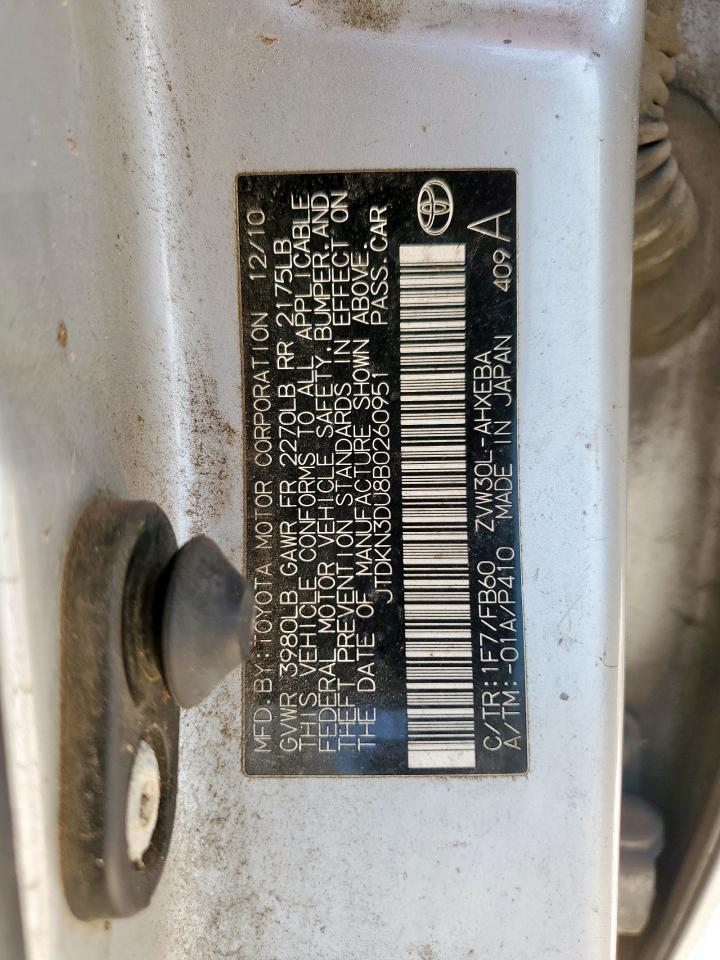 MFD. BY: TOYOTA MOTOR CORPORATION 12/10
GVWR 3980LB GAWR FR 2270LB RR 2175LB
THIS VEHICLE CONFORMS TO ALL APPLICABLE
FEDERAL MOTOR VEHICLE SAFETY, BUMPER, AND
THEFT PREVENTION STANDARDS IN EFFECT ON
THE DATE OF MANUFACTURE SHOWN ABOVE.
JTDKN3DU8B0260951 PASS. CAR
C/TR: 1F7/FB60 ZVW30L-AHXEBA
A/TM: -01A/P410 MADE IN JAPAN 409 A